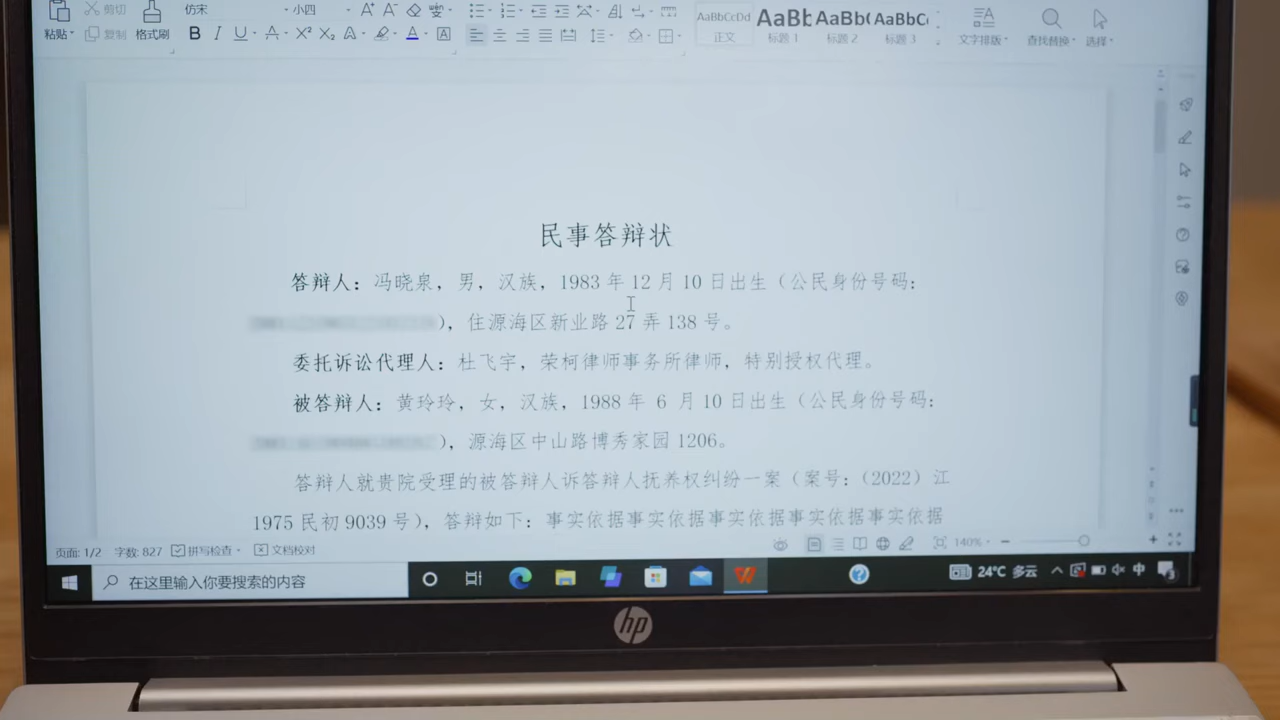 剪切 仿宋 小四
AaBbCcDd AaBb AaBb( AaBbC
粘贴 复制 格式刷 B I U A X² X₂ A A A 正文 标题 1 标题 2 标题 3 文字排版 查找替换 选择
民事答辩状
答辩人：冯晓泉，男，汉族，1983 年 12 月 10 日出生（公民身份号码：
），住源海区新业路 27 弄 138 号。
委托诉讼代理人：杜飞宇，荣柯律师事务所律师，特别授权代理。
被答辩人：黄玲玲，女，汉族，1988 年 6 月 10 日出生（公民身份号码：
），源海区中山路博秀家园 1206。
答辩人就贵院受理的被答辩人诉答辩人抚养权纠纷一案（案号：（2022）江
1975 民初 9039 号），答辩如下：事实依据事实依据事实依据事实依据事实依据
页面: 1/2 字数: 827 拼写检查 文档校对 140%
在这里输入你要搜索的内容 24°C 多云 中 3
hp